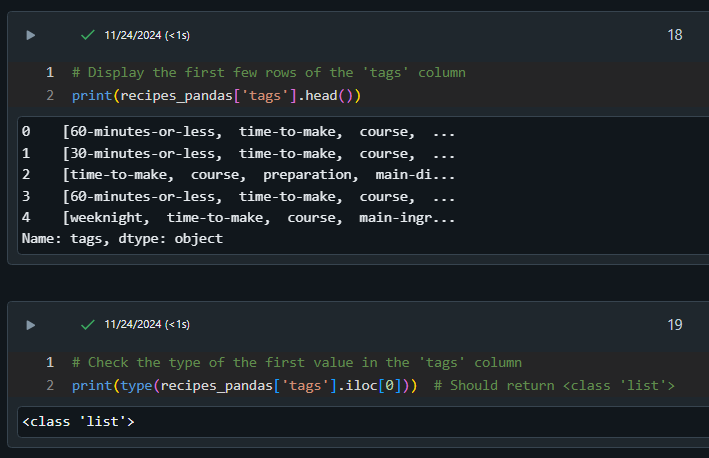 11/24/2024 (<1s)
18
1 # Display the first few rows of the 'tags' column
2 print(recipes_pandas['tags'].head())
0    [60-minutes-or-less,  time-to-make,  course,  ...
1    [30-minutes-or-less,  time-to-make,  course,  ...
2    [time-to-make,  course,  preparation,  main-di...
3    [60-minutes-or-less,  time-to-make,  course,  ...
4    [weeknight,  time-to-make,  course,  main-ingr...
Name: tags, dtype: object
11/24/2024 (<1s)
19
1 # Check the type of the first value in the 'tags' column
2 print(type(recipes_pandas['tags'].iloc[0]))  # Should return <class 'list'>
<class 'list'>